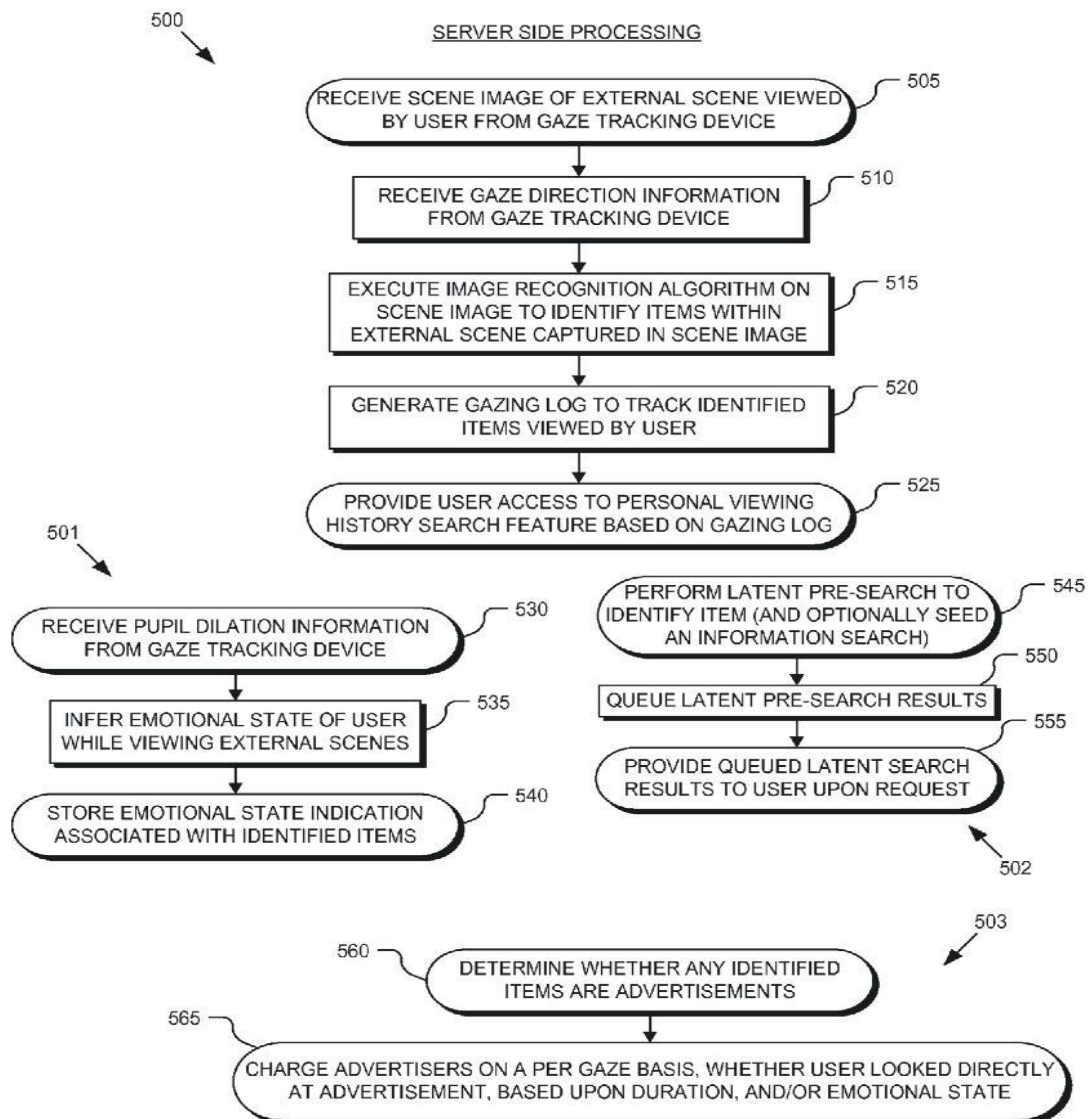 500
SERVER SIDE PROCESSING
RECEIVE SCENE IMAGE OF EXTERNAL SCENE VIEWED
BY USER FROM GAZE TRACKING DEVICE
505
RECEIVE GAZE DIRECTION INFORMATION
FROM GAZE TRACKING DEVICE
510
EXECUTE IMAGE RECOGNITION ALGORITHM ON
SCENE IMAGE TO IDENTIFY ITEMS WITHIN
EXTERNAL SCENE CAPTURED IN SCENE IMAGE
515
GENERATE GAZING LOG TO TRACK IDENTIFIED
ITEMS VIEWED BY USER
520
PROVIDE USER ACCESS TO PERSONAL VIEWING
HISTORY SEARCH FEATURE BASED ON GAZING LOG
525
501
RECEIVE PUPIL DILATION INFORMATION
FROM GAZE TRACKING DEVICE
530
INFER EMOTIONAL STATE OF USER
WHILE VIEWING EXTERNAL SCENES
535
STORE EMOTIONAL STATE INDICATION
ASSOCIATED WITH IDENTIFIED ITEMS
540
PERFORM LATENT PRE-SEARCH TO
IDENTIFY ITEM (AND OPTIONALLY SEED
AN INFORMATION SEARCH)
545
550
QUEUE LATENT PRE-SEARCH RESULTS
555
PROVIDE QUEUED LATENT SEARCH
RESULTS TO USER UPON REQUEST
502
503
560
DETERMINE WHETHER ANY IDENTIFIED
ITEMS ARE ADVERTISEMENTS
565
CHARGE ADVERTISERS ON A PER GAZE BASIS, WHETHER USER LOOKED DIRECTLY
AT ADVERTISEMENT, BASED UPON DURATION, AND/OR EMOTIONAL STATE